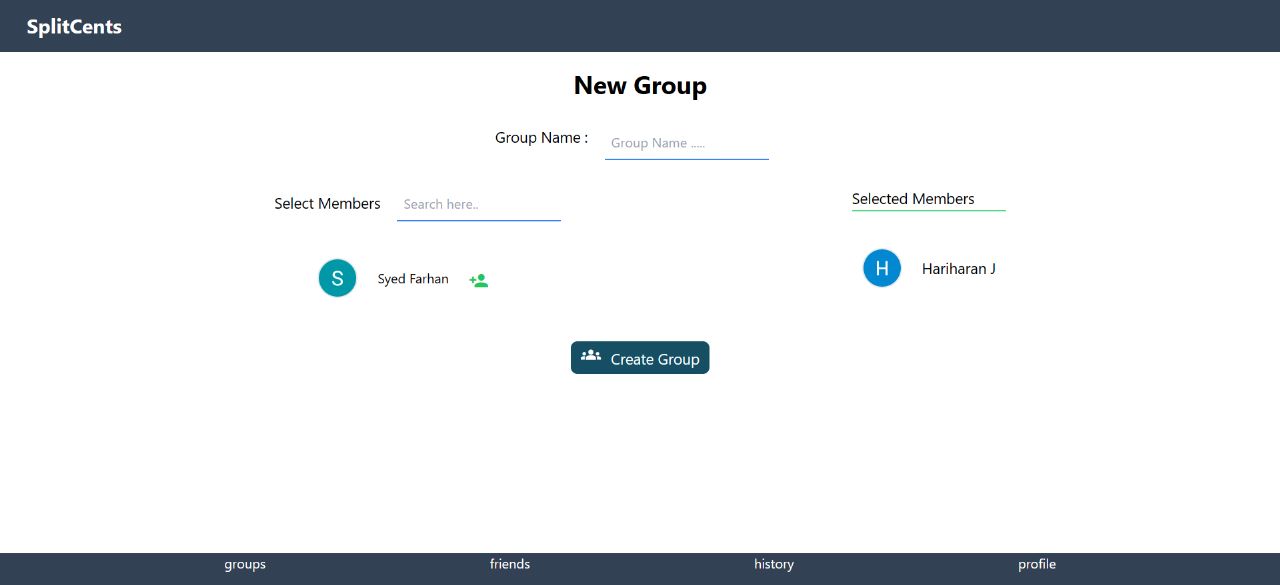 SplitCents
New Group
Group Name :
Group Name .....
Select Members
Search here..
Selected Members
S
Syed Farhan
H
Hariharan J
Create Group
groups
friends
history
profile